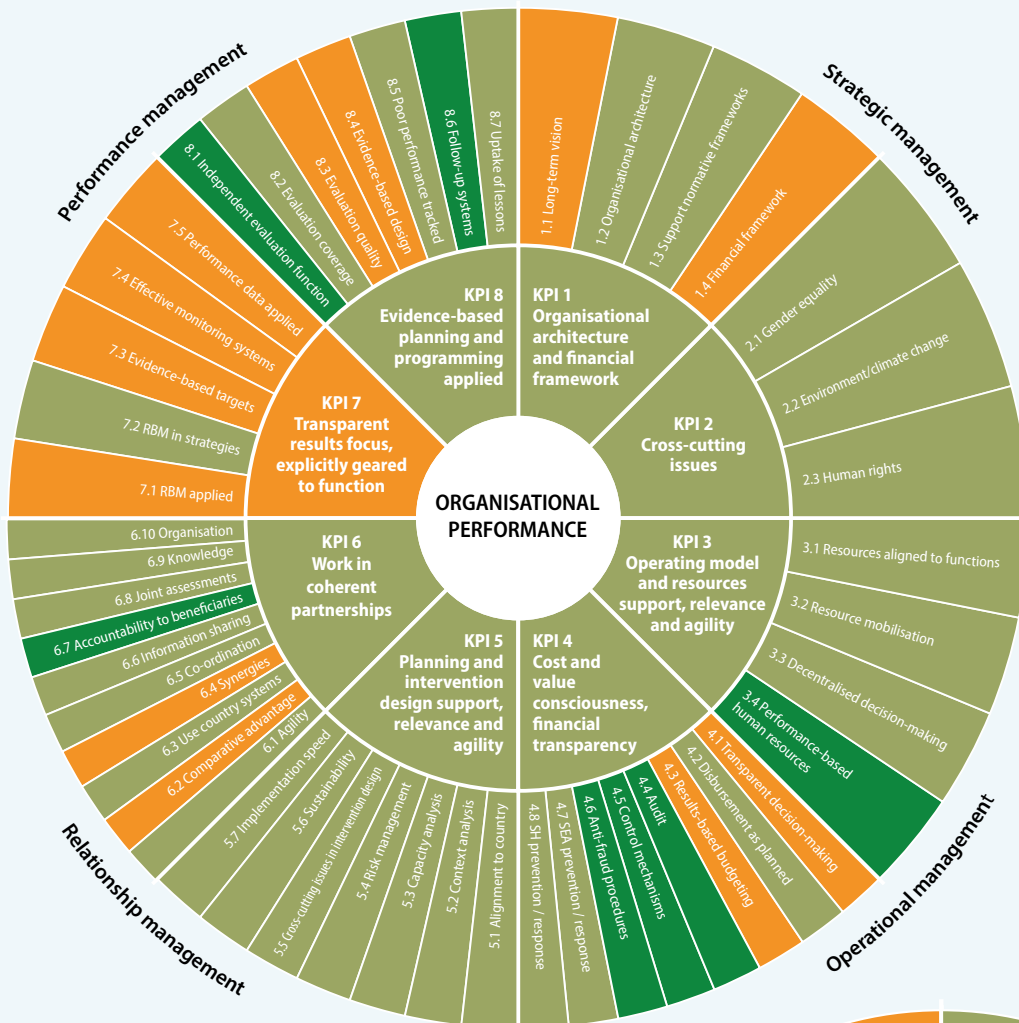 Performance management
Strategic management
Operational management
Relationship management
ORGANISATIONAL
PERFORMANCE
KPI 1
Organisational
architecture
and financial
framework
1.1 Long-term vision
1.2 Organisational architecture
1.3 Support normative frameworks
1.4 Financial framework
KPI 2
Cross-cutting
issues
2.1 Gender equality
2.2 Environment/climate change
2.3 Human rights
KPI 3
Operating model
and resources
support, relevance
and agility
3.1 Resources aligned to functions
3.2 Resource mobilisation
3.3 Decentralised decision-making
3.4 Performance-based
human resources
KPI 4
Cost and
value
consciousness,
financial
transparency
4.1 Transparent decision-making
4.2 Disbursement as planned
4.3 Results-based budgeting
4.4 Audit
4.5 Control mechanisms
4.6 Anti-fraud procedures
4.7 SEA prevention / response
4.8 SH prevention / response
KPI 5
Planning and
intervention
design support,
relevance and
agility
5.1 Alignment to country
5.2 Context analysis
5.3 Capacity analysis
5.4 Risk management
5.5 Cross-cutting issues in intervention design
5.6 Sustainability
5.7 Implementation speed
KPI 6
Work in
coherent
partnerships
6.1 Agility
6.2 Comparative advantage
6.3 Use country systems
6.4 Synergies
6.5 Co-ordination
6.6 Information sharing
6.7 Accountability to beneficiaries
6.8 Joint assessments
6.9 Knowledge
6.10 Organisation
KPI 7
Transparent
results focus,
explicitly geared
to function
7.1 RBM applied
7.2 RBM in strategies
7.3 Evidence-based targets
7.4 Effective monitoring systems
7.5 Performance data applied
KPI 8
Evidence-based
planning and
programming
applied
8.1 Independent evaluation function
8.2 Evaluation coverage
8.3 Evaluation quality
8.4 Evidence-based design
8.5 Poor performance tracked
8.6 Follow-up systems
8.7 Uptake of lessons